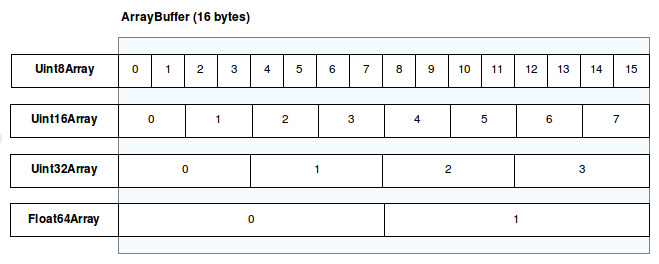 ArrayBuffer (16 bytes)
Uint8Array 0 1 2 3 4 5 6 7 8 9 10 11 12 13 14 15
Uint16Array 0 1 2 3 4 5 6 7
Uint32Array 0 1 2 3
Float64Array 0 1